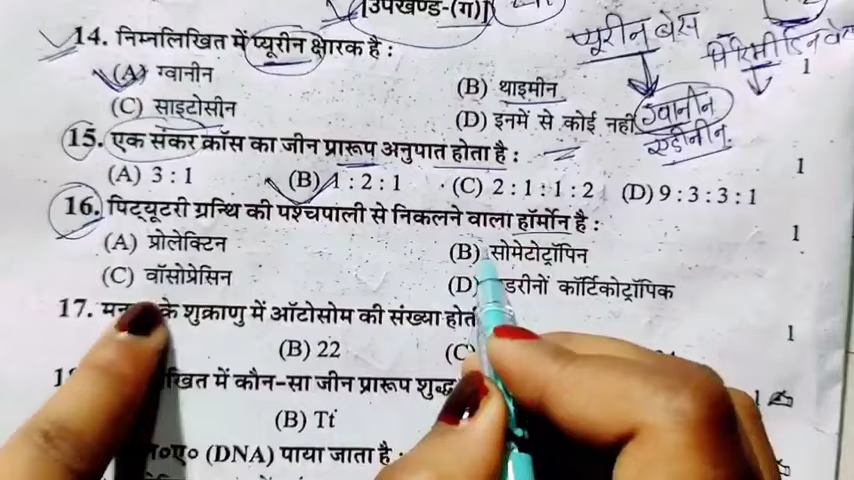 [उपखण्ड-(ग)]
प्यूरीन बेस
14. निम्नलिखित में प्यूरीन क्षारक है : 1
(A) ग्वानीन (B) थाइमीन
(C) साइटोसीन (D) इनमें से कोई नहीं
ग्वानीन
एडीनीन
15. एक संकर क्रॉस का जीन प्रारूप अनुपात होता है : 1
(A) 3 : 1 (B) 1 : 2 : 1 (C) 2 : 1 : 1 : 2 (D) 9 : 3 : 3 : 1
16. पिट्यूटरी ग्रन्थि की पश्चपाली से निकलने वाला हॉर्मोन है : 1
(A) प्रोलेक्टिन (B) सोमेटोट्रॉपिन
(C) वॉसोप्रेसिन (D) कॉर्टिकोट्रॉपिक
17. के शुक्राणु में ऑटोसोम की संख्या होती 1
(B) 22 (C)
में कौन-सा जीन प्रारूप शुद्ध 1
(B) Tt
(DNA) पाया जाता है :